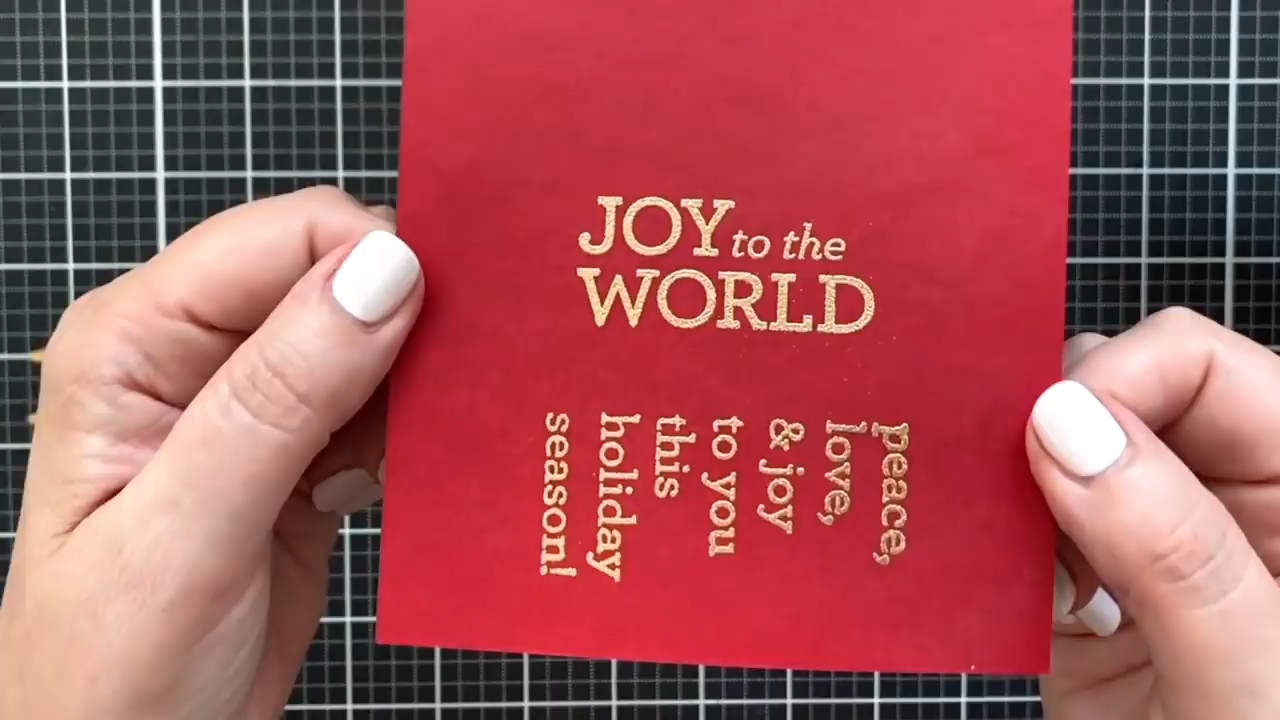 JOY to the
WORLD
peace,
love,
& joy
to you
this
holiday
season!